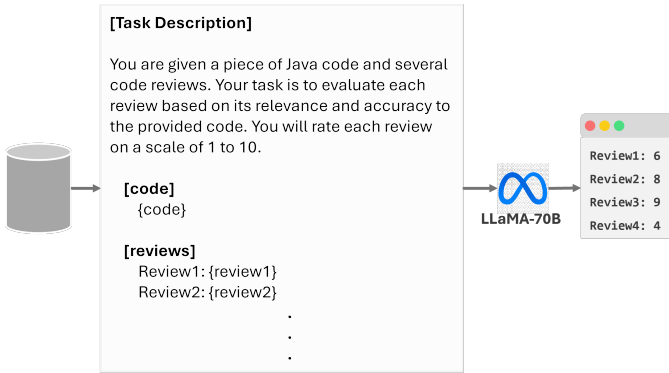 [Task Description]
You are given a piece of Java code and several
code reviews. Your task is to evaluate each
review based on its relevance and accuracy to
the provided code. You will rate each review
on a scale of 1 to 10.
[code]
{code}
[reviews]
Review1: {review1}
Review2: {review2}
.
.
.
LLaMA-70B
Review1: 6
Review2: 8
Review3: 9
Review4: 4